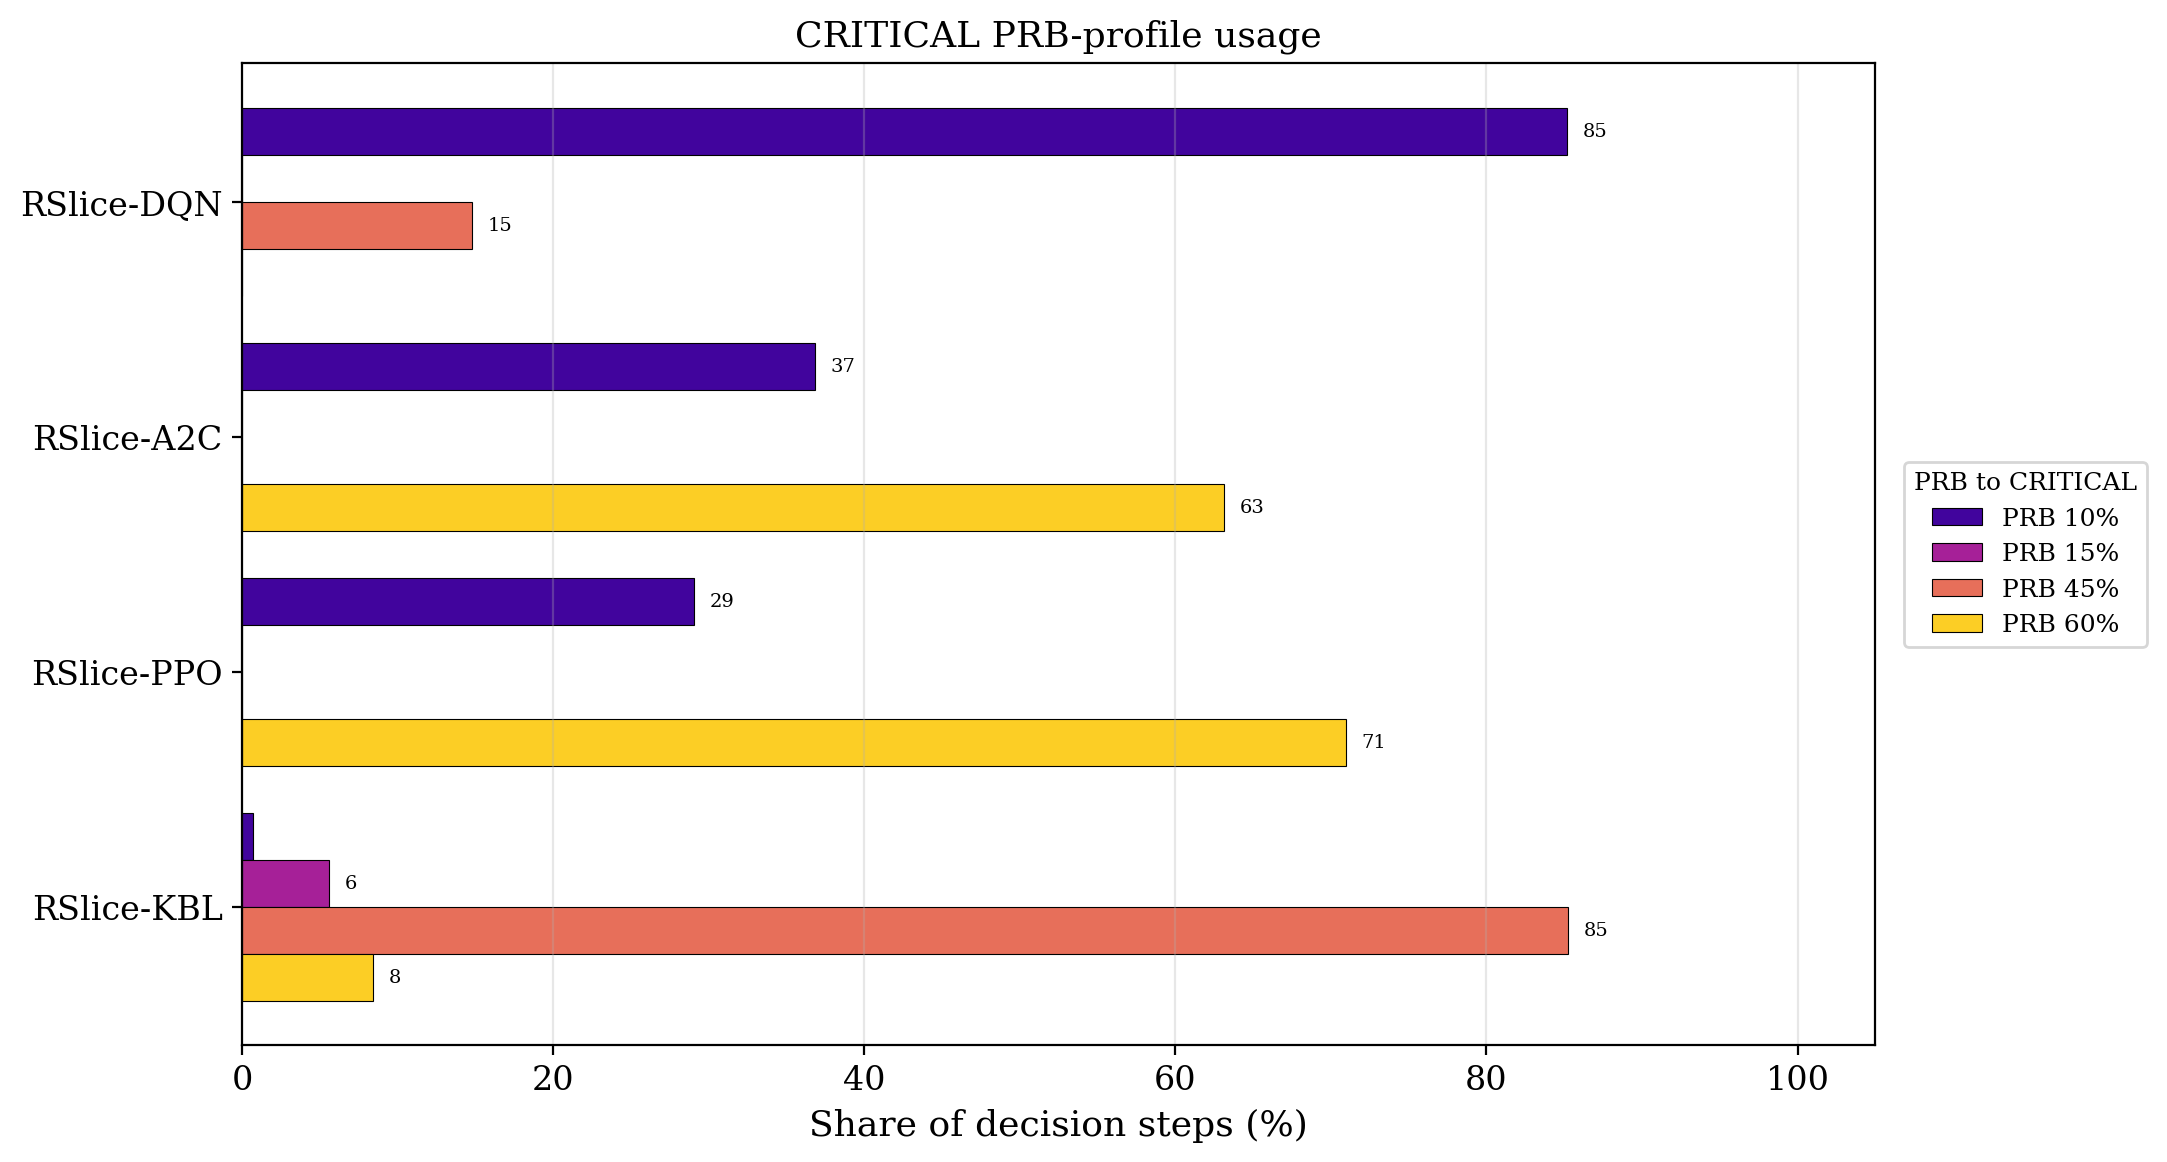 CRITICAL PRB-profile usage
85
RSlice-DQN
15
37
RSlice-A2C
63
29
RSlice-PPO
71
6
RSlice-KBL
85
8
0 20 40 60 80 100
Share of decision steps (%)
PRB to CRITICAL
PRB 10%
PRB 15%
PRB 45%
PRB 60%